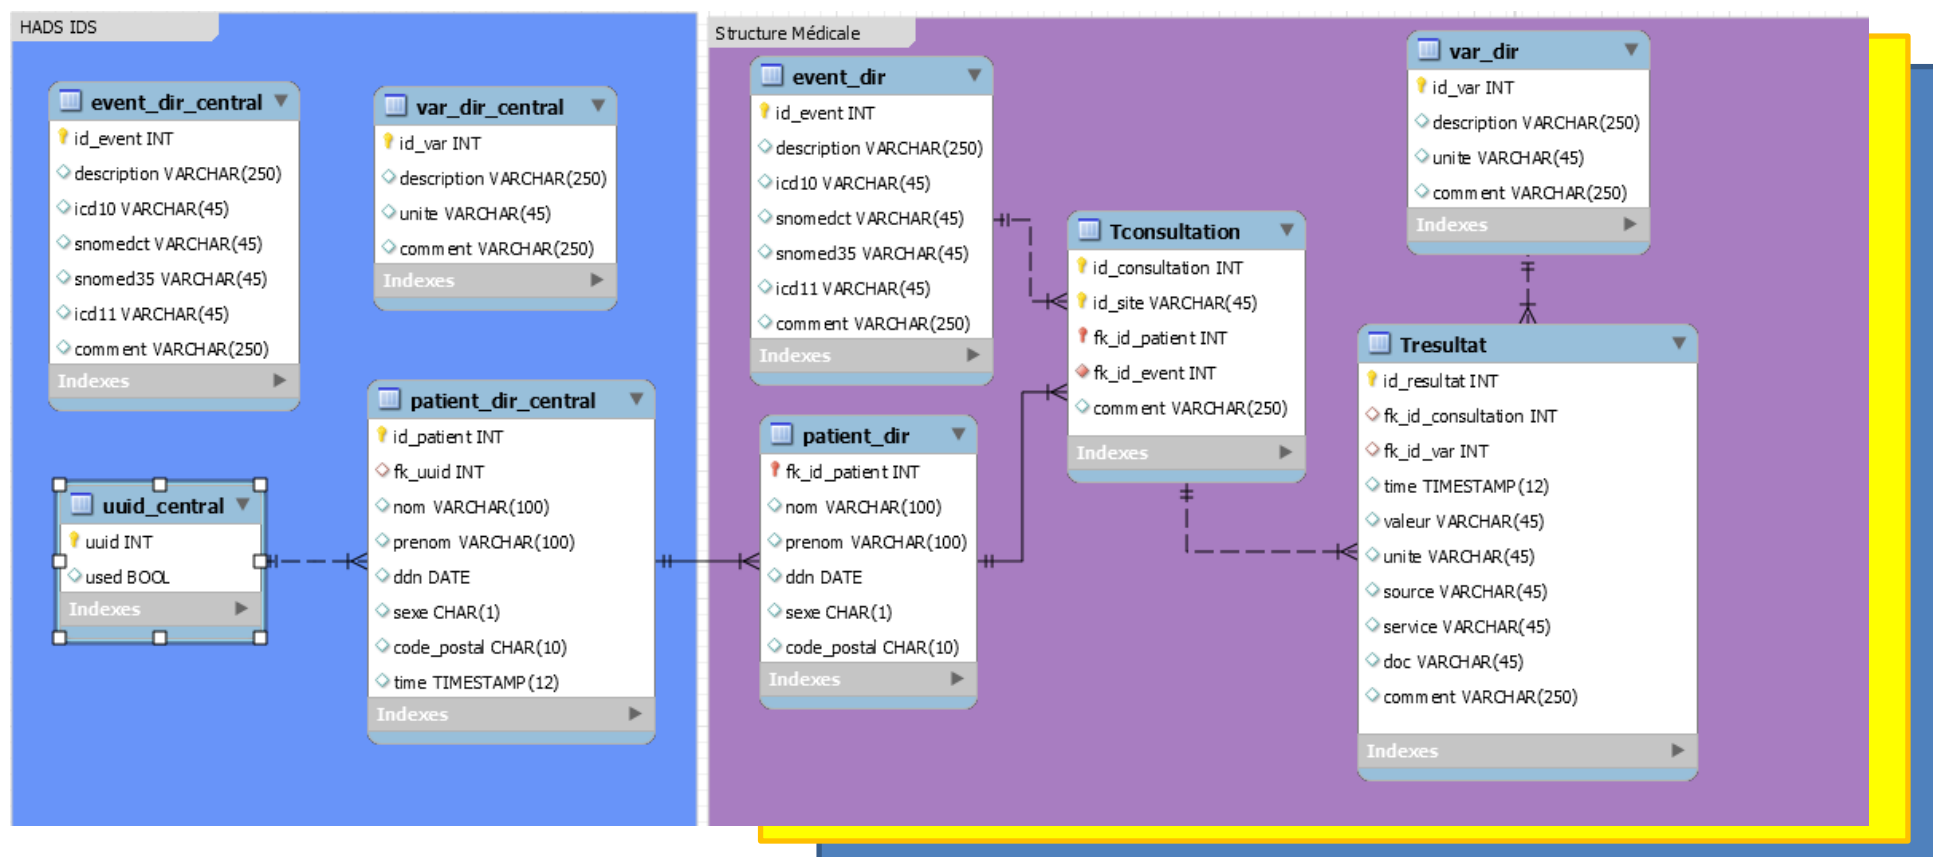 HADS IDS
event_dir_central
id_event INT
description VARCHAR(250)
icd10 VARCHAR(45)
snomedct VARCHAR(45)
snomed35 VARCHAR(45)
icd11 VARCHAR(45)
comment VARCHAR(250)
Indexes
var_dir_central
id_var INT
description VARCHAR(250)
unite VARCHAR(45)
comment VARCHAR(250)
Indexes
uuid_central
uuid INT
used BOOL
Indexes
patient_dir_central
id_patient INT
fk_uuid INT
nom VARCHAR(100)
prenom VARCHAR(100)
ddn DATE
sexe CHAR(1)
code_postal CHAR(10)
time TIMESTAMP(12)
Indexes
Structure Médicale
event_dir
id_event INT
description VARCHAR(250)
icd10 VARCHAR(45)
snomedct VARCHAR(45)
snomed35 VARCHAR(45)
icd11 VARCHAR(45)
comment VARCHAR(250)
Indexes
patient_dir
fk_id_patient INT
nom VARCHAR(100)
prenom VARCHAR(100)
ddn DATE
sexe CHAR(1)
code_postal CHAR(10)
Indexes
Tconsultation
id_consultation INT
id_site VARCHAR(45)
fk_id_patient INT
fk_id_event INT
comment VARCHAR(250)
Indexes
var_dir
id_var INT
description VARCHAR(250)
unite VARCHAR(45)
comment VARCHAR(250)
Indexes
Tresultat
id_resultat INT
fk_id_consultation INT
fk_id_var INT
time TIMESTAMP(12)
valeur VARCHAR(45)
unite VARCHAR(45)
source VARCHAR(45)
service VARCHAR(45)
doc VARCHAR(45)
comment VARCHAR(250)
Indexes